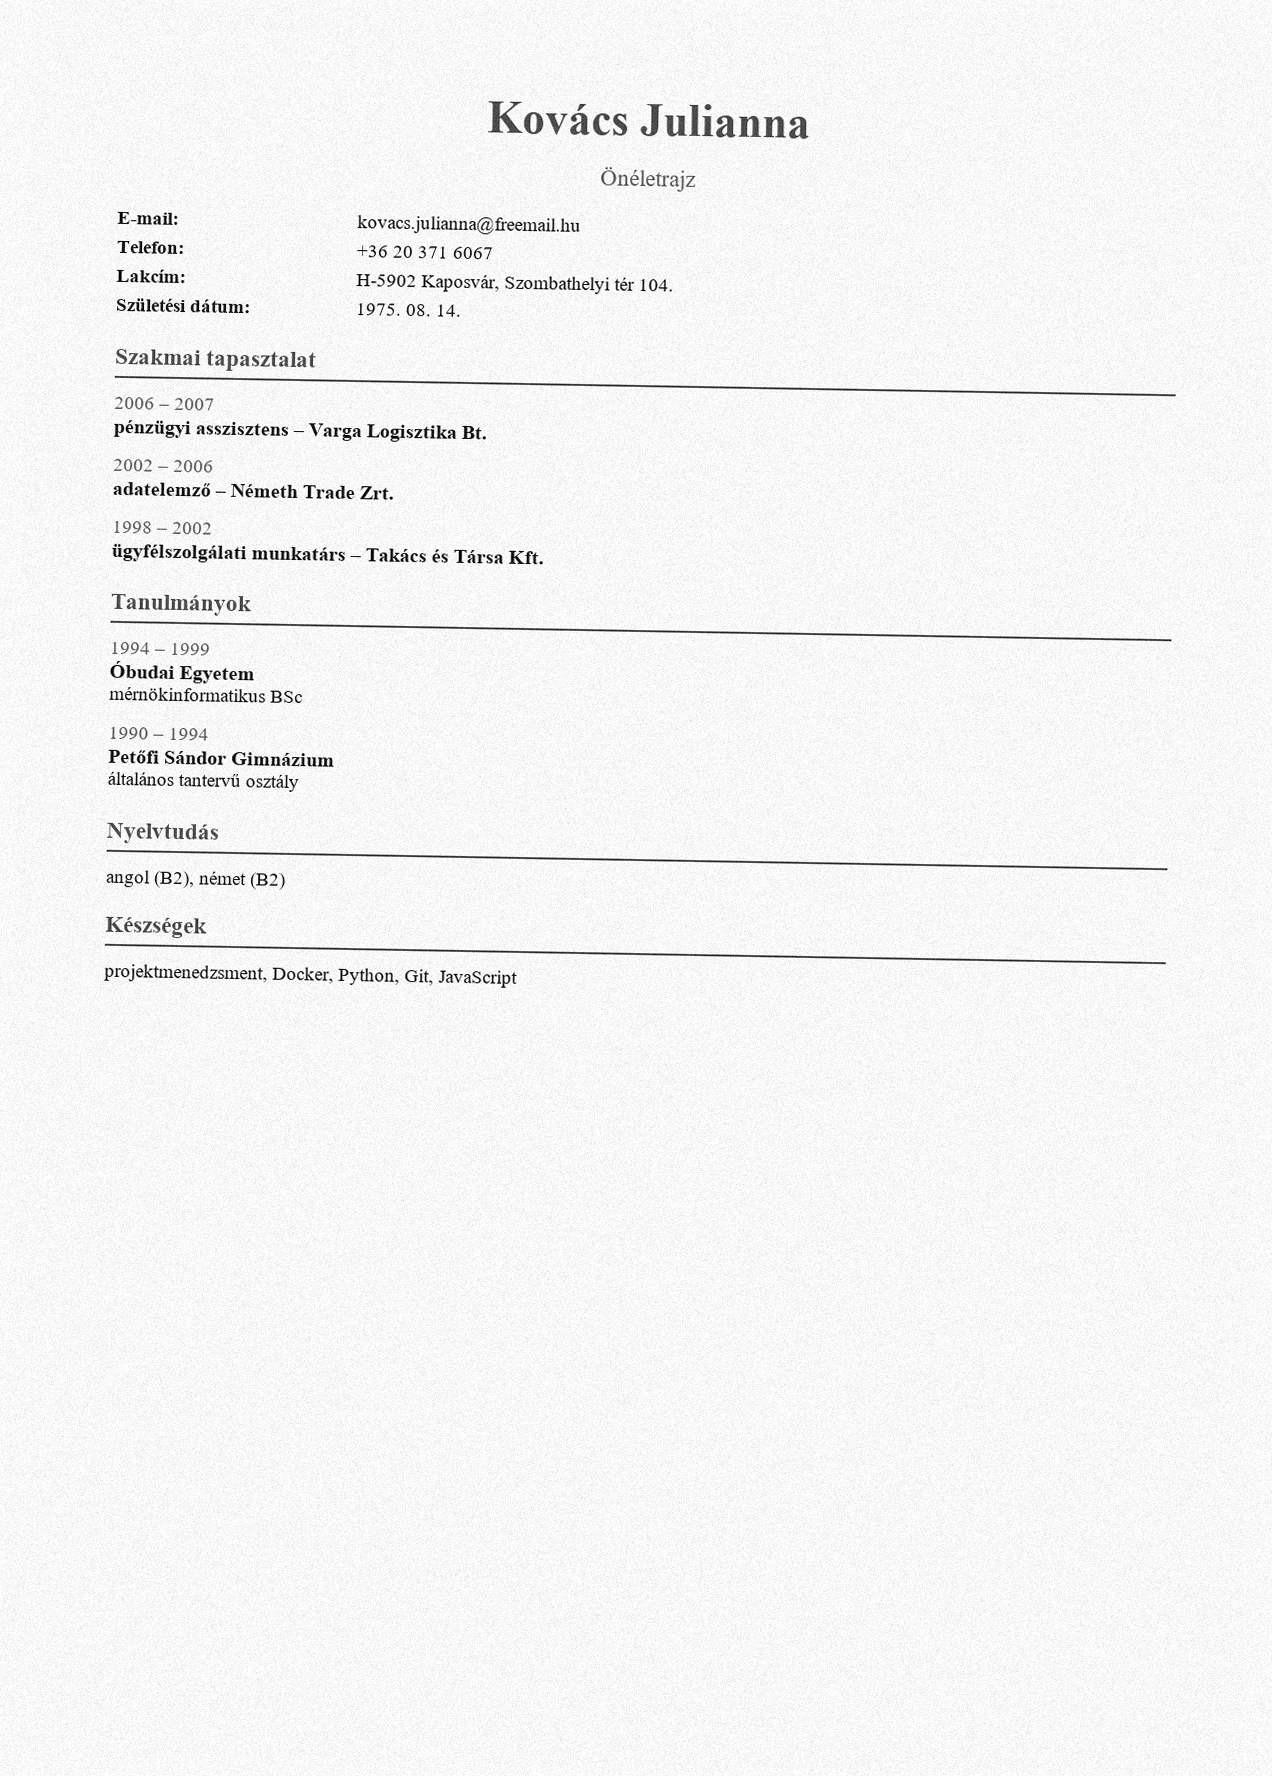 Kovács Julianna
Önéletrajz
E-mail: kovacs.julianna@freemail.hu
Telefon: +36 20 371 6067
Lakcím: H-5902 Kaposvár, Szombathelyi tér 104.
Születési dátum: 1975. 08. 14.
Szakmai tapasztalat
2006 – 2007
pénzügyi asszisztens – Varga Logisztika Bt.
2002 – 2006
adatelemző – Németh Trade Zrt.
1998 – 2002
ügyfélszolgálati munkatárs – Takács és Társa Kft.
Tanulmányok
1994 – 1999
Óbudai Egyetem
mérnökinformatikus BSc
1990 – 1994
Petőfi Sándor Gimnázium
általános tantervű osztály
Nyelvtudás
angol (B2), német (B2)
Készségek
projektmenedzsment, Docker, Python, Git, JavaScript